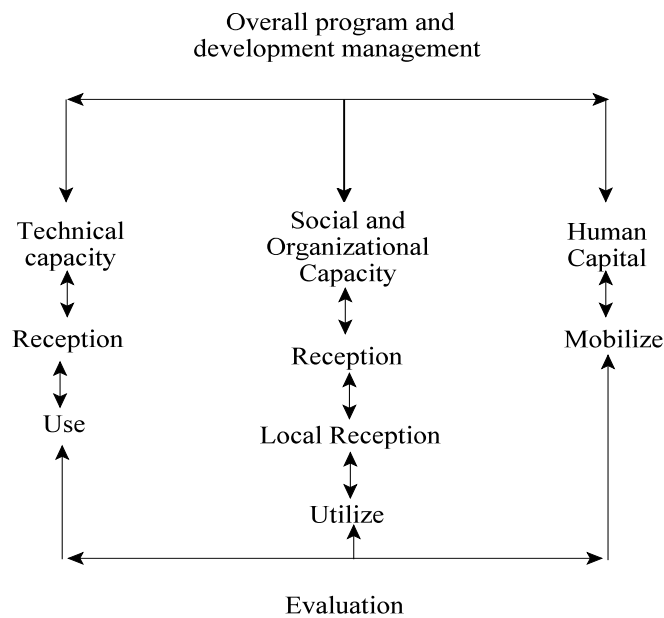 Overall program and
development management
Technical
capacity
Social and
Organizational
Capacity
Human
Capital
Reception
Mobilize
Reception
Use
Local Reception
Utilize
Evaluation